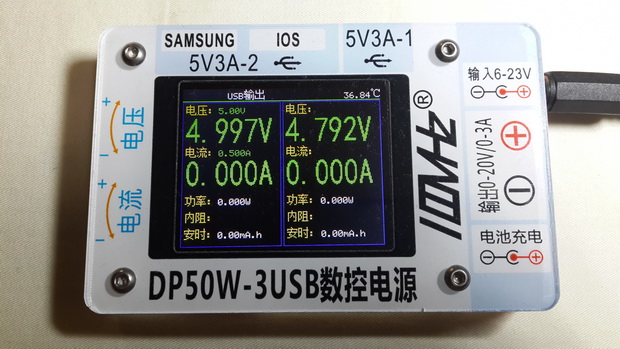 SAMSUNG IOS
5V3A-2
5V3A-1
输入6-23V
USB输出 36.84℃
电压: 5.00V
4.997V
电流: 0.500A
0.000A
功率: 0.000W
内阻:
安时: 0.00mA.h
电压:
4.792V
电流:
0.000A
功率: 0.000W
内阻:
安时: 0.00mA.h
+ 电压 -
+ 电流 -
100MHz®
输出0-20V/0-3A
电池充电
DP50W-3USB数控电源